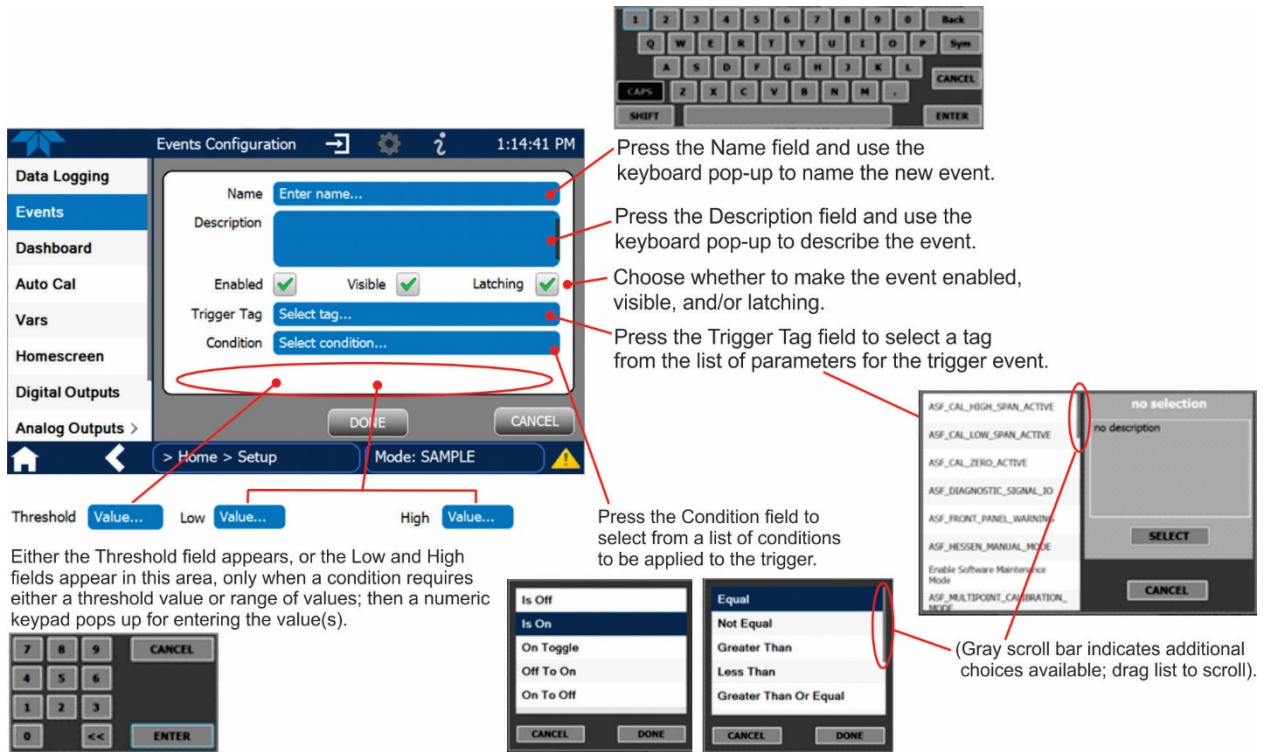 1 2 3 4 5 6 7 8 9 0 Back
Q W E R T Y U I O P Sym
A S D F G H J K L CANCEL
CAPS Z X C V B N M .
SHIFT ENTER
Press the Name field and use the
keyboard pop-up to name the new event.
Press the Description field and use the
keyboard pop-up to describe the event.
Choose whether to make the event enabled,
visible, and/or latching.
Press the Trigger Tag field to select a tag
from the list of parameters for the trigger event.
Events Configuration 1:14:41 PM
Data Logging
Events
Dashboard
Auto Cal
Vars
Homescreen
Digital Outputs
Analog Outputs >
Name Enter name...
Description
Enabled Visible Latching
Trigger Tag Select tag...
Condition Select condition...
DONE CANCEL
> Home > Setup Mode: SAMPLE
Threshold Value... Low Value... High Value...
Either the Threshold field appears, or the Low and High
fields appear in this area, only when a condition requires
either a threshold value or range of values; then a numeric
keypad pops up for entering the value(s).
7 8 9 CANCEL
4 5 6
1 2 3
0 << ENTER
Press the Condition field to
select from a list of conditions
to be applied to the trigger.
Is Off
Is On
On Toggle
Off To On
On To Off
CANCEL DONE
Equal
Not Equal
Greater Than
Less Than
Greater Than Or Equal
CANCEL DONE
ASF_CAL_HIGH_SPAN_ACTIVE
ASF_CAL_LOW_SPAN_ACTIVE
ASF_CAL_ZERO_ACTIVE
ASF_DIAGNOSTIC_SIGNAL_IO
ASF_FRONT_PANEL_WARNING
ASF_HESSEN_MANUAL_MODE
Enable Software Maintenance
Mode
ASF_MULTIPOINT_CALIBRATION_
MODE
no selection
no description
SELECT
CANCEL
(Gray scroll bar indicates additional
choices available; drag list to scroll).